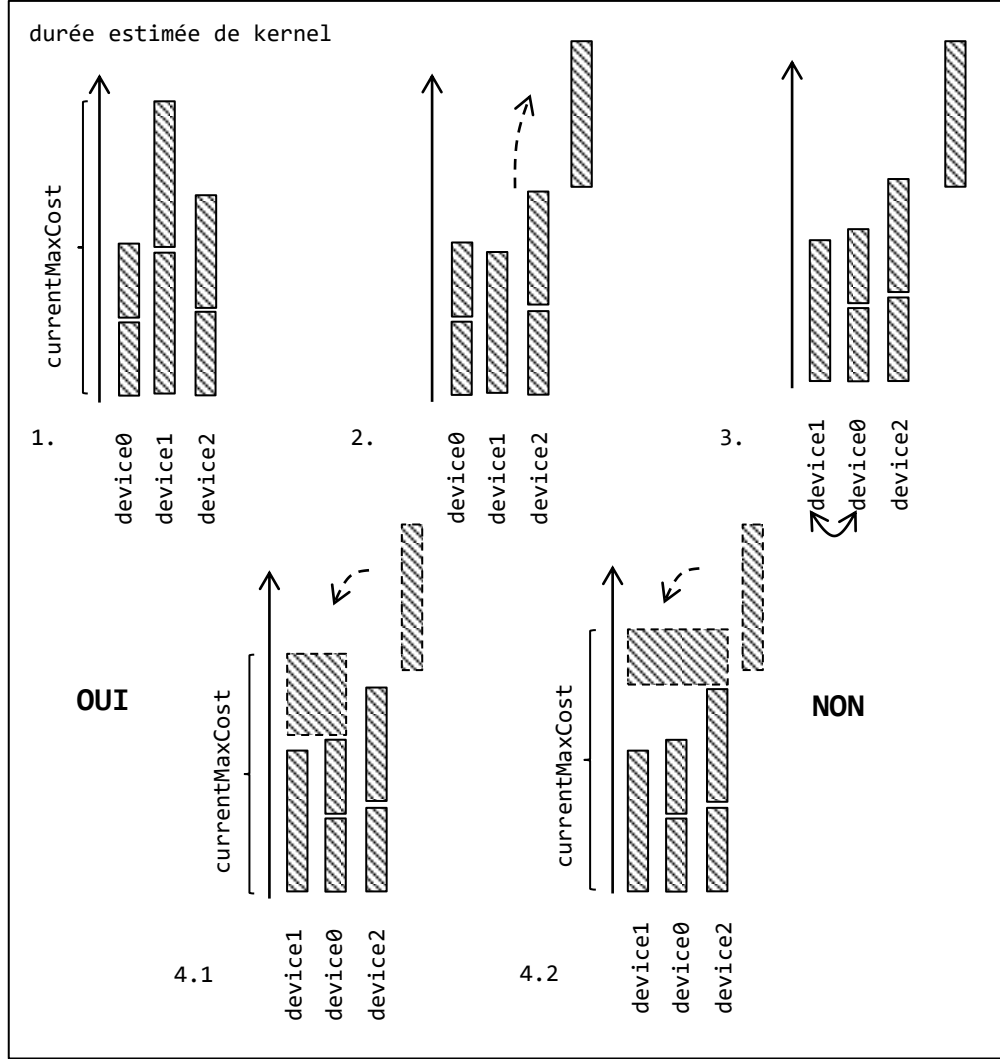 durée estimée de kernel
currentMaxCost
1.
device0
device1
device2
2.
device0
device1
device2
3.
device1
device0
device2
OUI
currentMaxCost
4.1
device1
device0
device2
NON
currentMaxCost
4.2
device1
device0
device2